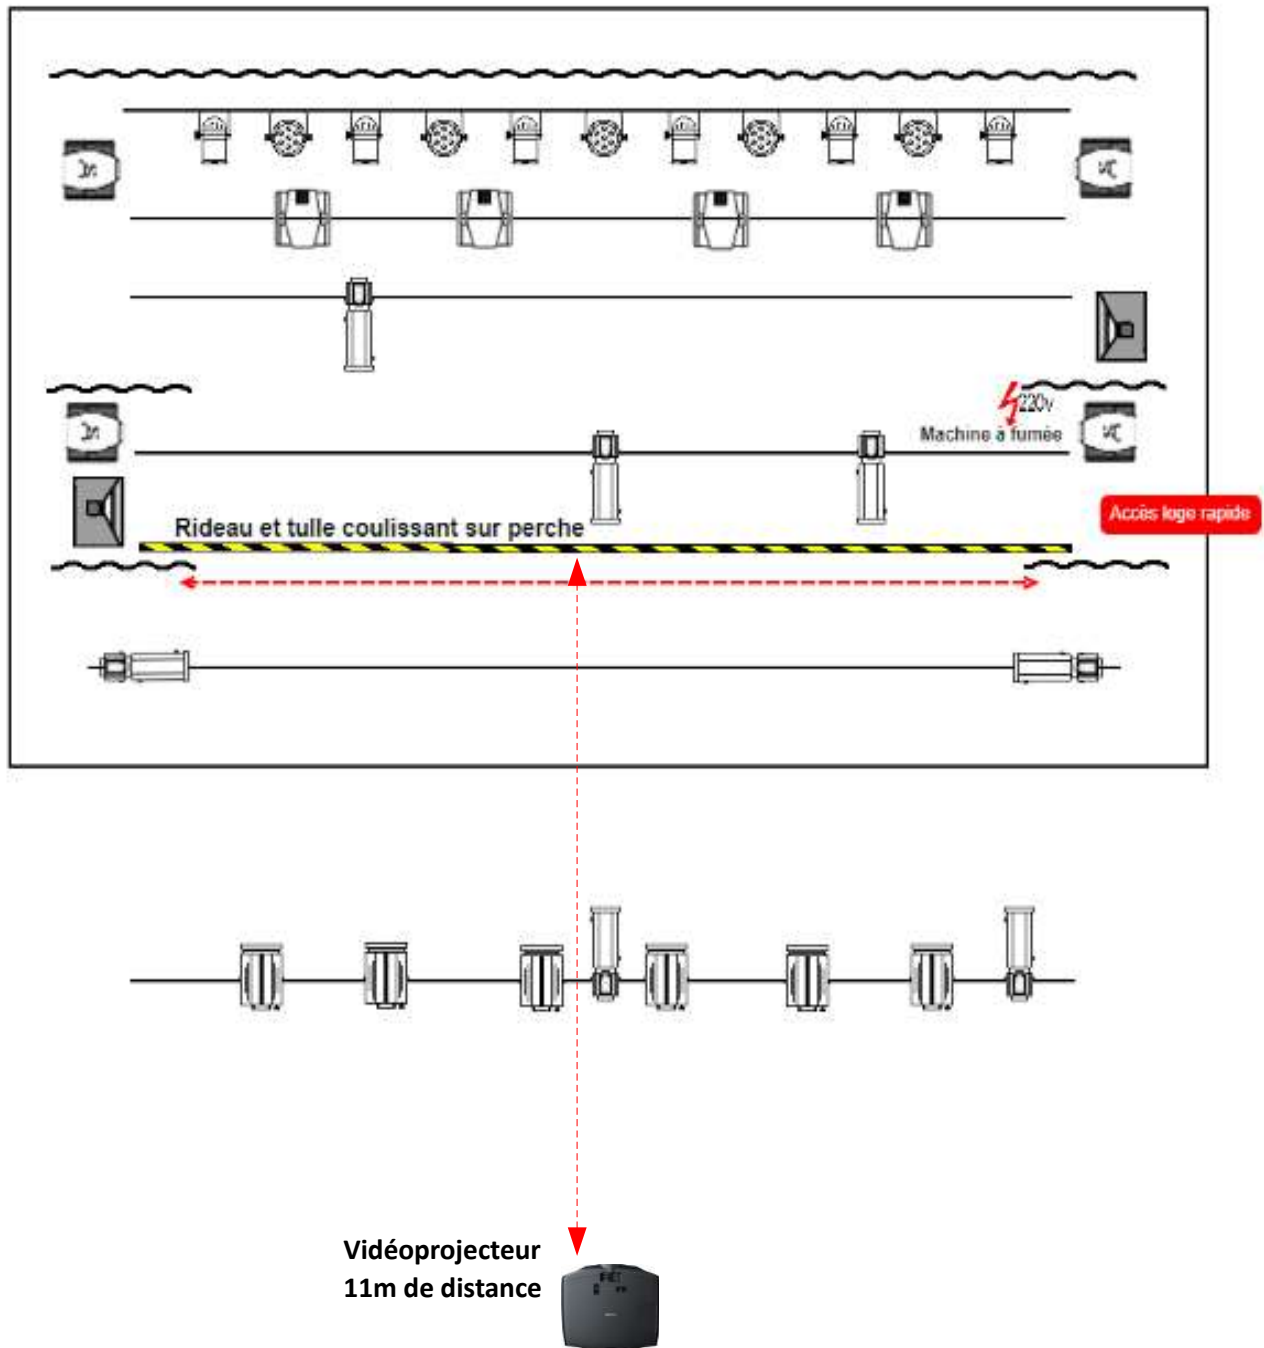 220v
Machine à fumée
Accès loge rapide
Rideau et tulle coulissant sur perche
Vidéoprojecteur
11m de distance